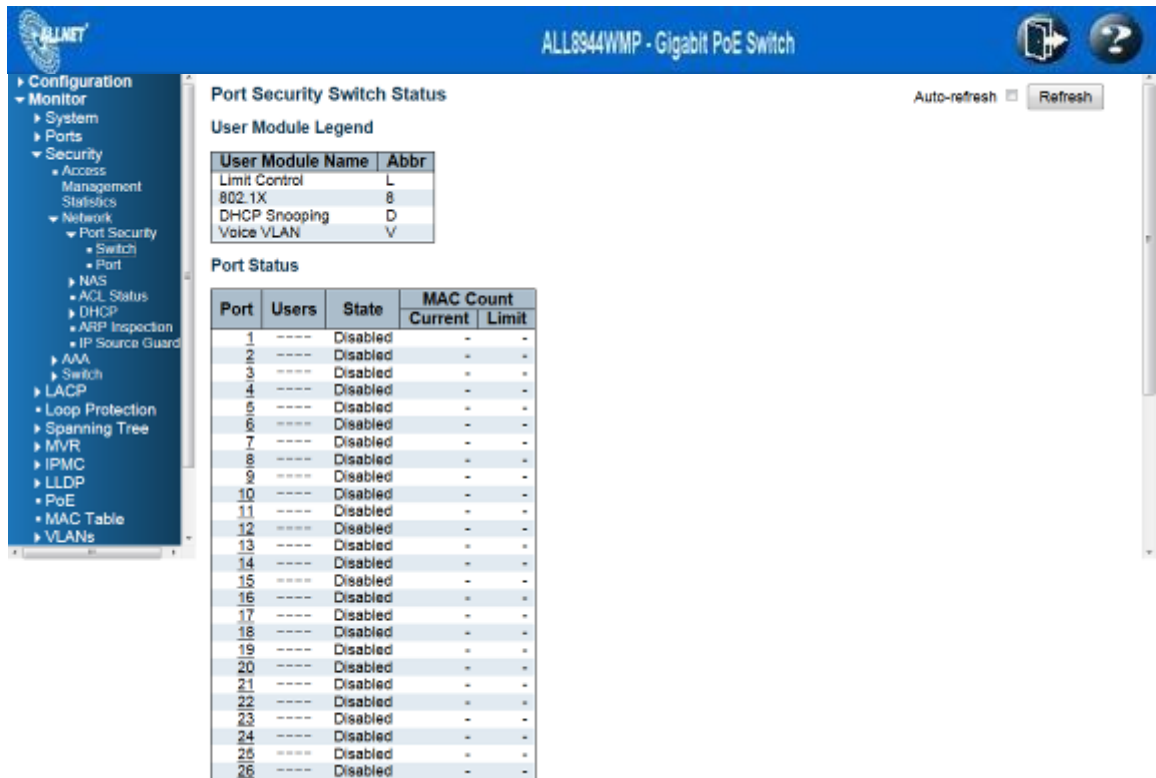 ALLNET
ALL8944WMP - Gigabit PoE Switch
Configuration
Monitor
System
Ports
Security
Access
Management
Statistics
Network
Port Security
Switch
Port
NAS
ACL Status
DHCP
ARP Inspection
IP Source Guard
AAA
Switch
LACP
Loop Protection
Spanning Tree
MVR
IPMC
LLDP
PoE
MAC Table
VLANs
Port Security Switch Status
Auto-refresh Refresh
User Module Legend
User Module Name Abbr
Limit Control L
802.1X 8
DHCP Snooping D
Voice VLAN V
Port Status
Port Users State MAC Count
Current Limit
1 ---- Disabled - -
2 ---- Disabled - -
3 ---- Disabled - -
4 ---- Disabled - -
5 ---- Disabled - -
6 ---- Disabled - -
7 ---- Disabled - -
8 ---- Disabled - -
9 ---- Disabled - -
10 ---- Disabled - -
11 ---- Disabled - -
12 ---- Disabled - -
13 ---- Disabled - -
14 ---- Disabled - -
15 ---- Disabled - -
16 ---- Disabled - -
17 ---- Disabled - -
18 ---- Disabled - -
19 ---- Disabled - -
20 ---- Disabled - -
21 ---- Disabled - -
22 ---- Disabled - -
23 ---- Disabled - -
24 ---- Disabled - -
25 ---- Disabled - -
26 ---- Disabled - -